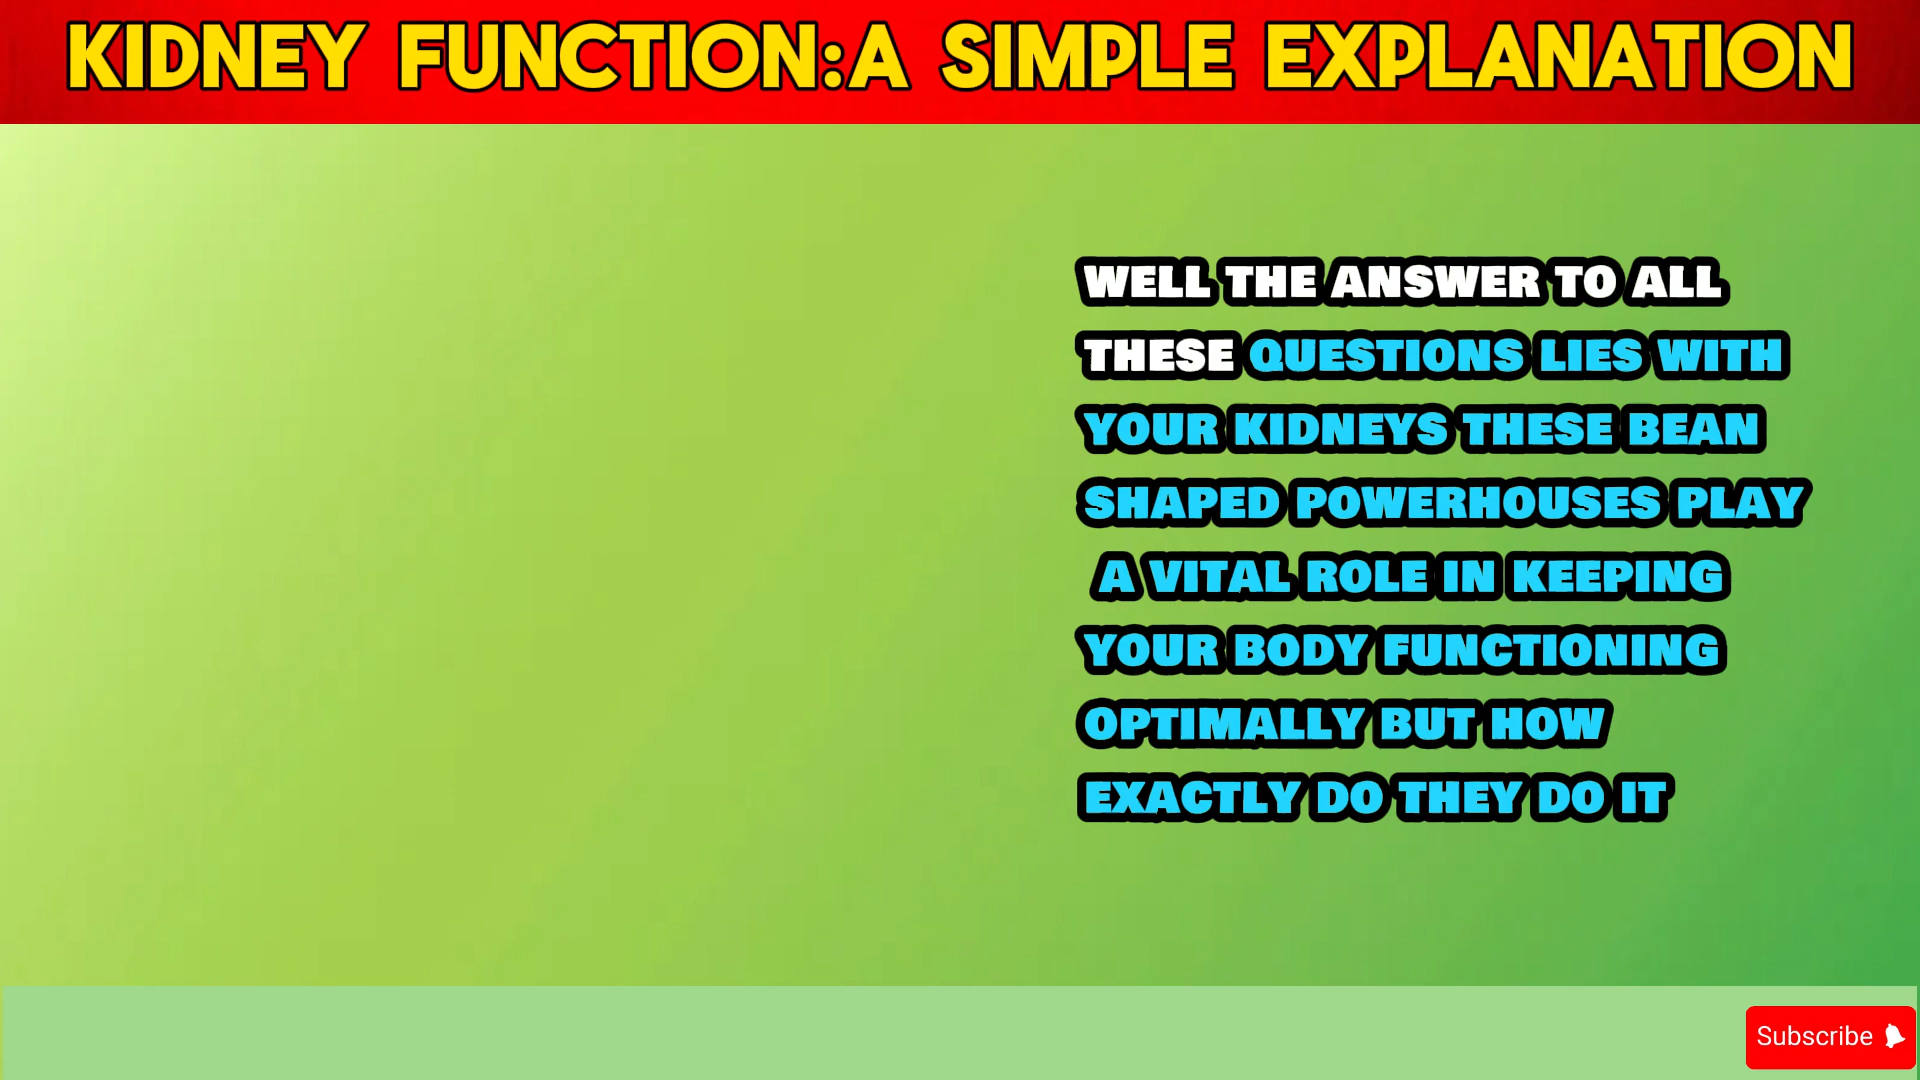 KIDNEY FUNCTION:A SIMPLE EXPLANATION
WELL THE ANSWER TO ALL
THESE QUESTIONS LIES WITH
YOUR KIDNEYS THESE BEAN
SHAPED POWERHOUSES PLAY
A VITAL ROLE IN KEEPING
YOUR BODY FUNCTIONING
OPTIMALLY BUT HOW
EXACTLY DO THEY DO IT
Subscribe